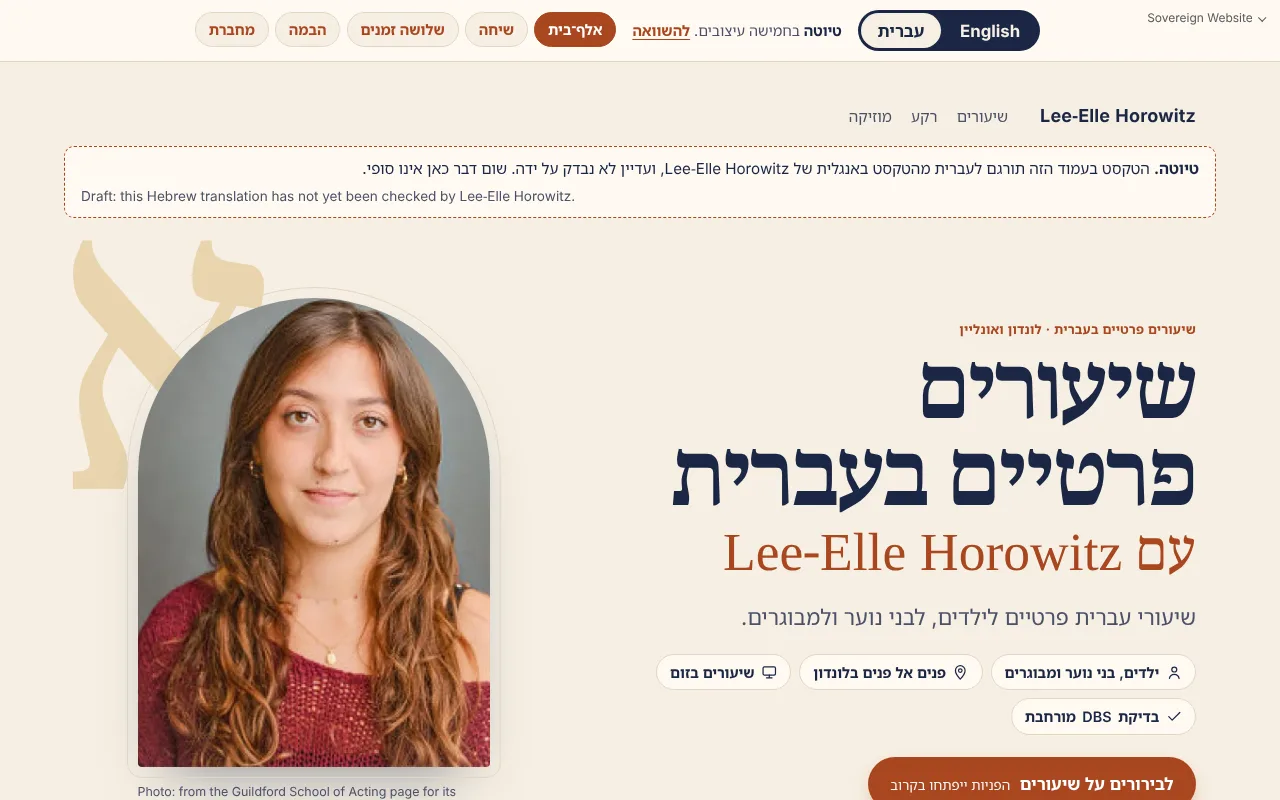 Sovereign Website
English
עברית
טיוטה בחמישה עיצובים. להשוואה
אלף־בית
שיחה
שלושה זמנים
הבמה
מחברת
Lee-Elle Horowitz
שיעורים
רקע
מוזיקה
טיוטה. הטקסט בעמוד הזה תורגם לעברית מהטקסט באנגלית של Lee-Elle Horowitz, ועדיין לא נבדק על ידה. שום דבר כאן אינו סופי.
Draft: this Hebrew translation has not yet been checked by Lee-Elle Horowitz.
א
שיעורים פרטיים בעברית · לונדון ואונליין
שיעורים
פרטיים בעברית
עם Lee-Elle Horowitz
שיעורי עברית פרטיים לילדים, לבני נוער ולמבוגרים.
ילדים, בני נוער ומבוגרים
פנים אל פנים בלונדון
שיעורים בזום
בדיקת DBS מורחבת
לבירורים על שיעורים הפניות ייפתחו בקרוב
Photo: from the Guildford School of Acting page for its